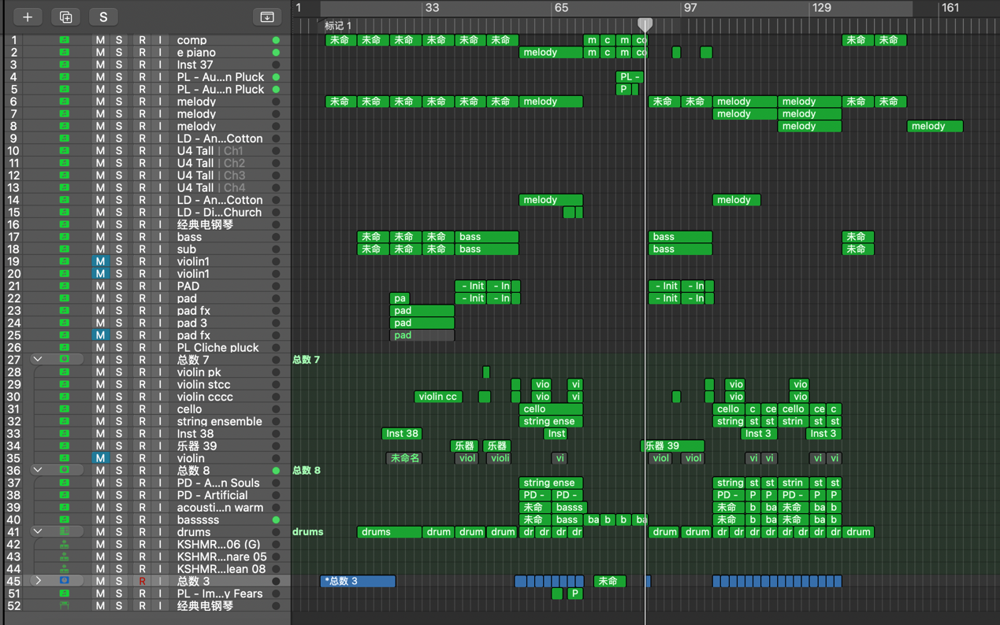 S
1 33 65 97 129 161
标记 1
1 M S R I comp 未命 未命 未命 未命 未命 未命 m c m co 未命 未命
2 M S R I e piano melody m c m co
3 M S R I Inst 37
4 M S R I PL - Au...n Pluck PL -
5 M S R I PL - Au...n Pluck P
6 M S R I melody 未命 未命 未命 未命 未命 未命 melody 未命 未命 melody melody 未命 未命
7 M S R I melody melody melody
8 M S R I melody melody melody
9 M S R I LD - An...Cotton
10 M S R I U4 Tall | Ch1
11 M S R I U4 Tall | Ch2
12 M S R I U4 Tall | Ch3
13 M S R I U4 Tall | Ch4
14 M S R I LD - An...Cotton melody melody
15 M S R I LD - Di...Church
16 M S R I 经典电钢琴
17 M S R I bass 未命 未命 未命 bass bass 未命
18 M S R I sub 未命 未命 未命 bass bass 未命
19 M S R I violin1
20 M S R I violin1
21 M S R I PAD - Init - In - Init - In
22 M S R I pad pa - Init - In - Init - In
23 M S R I pad fx pad
24 M S R I pad 3 pad
25 M S R I pad fx pad
26 M S R I PL Cliche pluck
27 M S R I 总数 7 总数 7
28 M S R I violin pk
29 M S R I violin stcc vio vi vio vio
30 M S R I violin cccc violin cc vio vi vio vio
31 M S R I cello cello cello c ce cello ce c
32 M S R I string ensemble string ense string st st strin st st
33 M S R I Inst 38 Inst 38 Inst Inst 3 Inst 3
34 M S R I 乐器 39 乐器 乐器 乐器 39
35 M S R I violin 未命名 viol violi vi viol viol vi vi vi vi
36 M S R I 总数 8 总数 8
37 M S R I PD - A...n Souls string ense string st st strin st st
38 M S R I PD - Artificial PD - PD - PD - P P PD - P P
39 M S R I acousti...n warm 未命 basss 未命 b ba 未命 ba b
40 M S R I basssss 未命 bass ba b b ba 未命 b ba 未命 ba b
41 M S R I drums drums drums drum drum drum dr dr dr dr drum drum dr dr dr dr dr dr dr dr drum
42 M S R I KSHMR...06 (G)
43 M S R I KSHMR...nare 05
44 M S R I KSHMR...lean 08
45 M S R I 总数 3 *总数 3 未命
51 M S R I PL - Im...y Fears P
52 M S R I 经典电钢琴